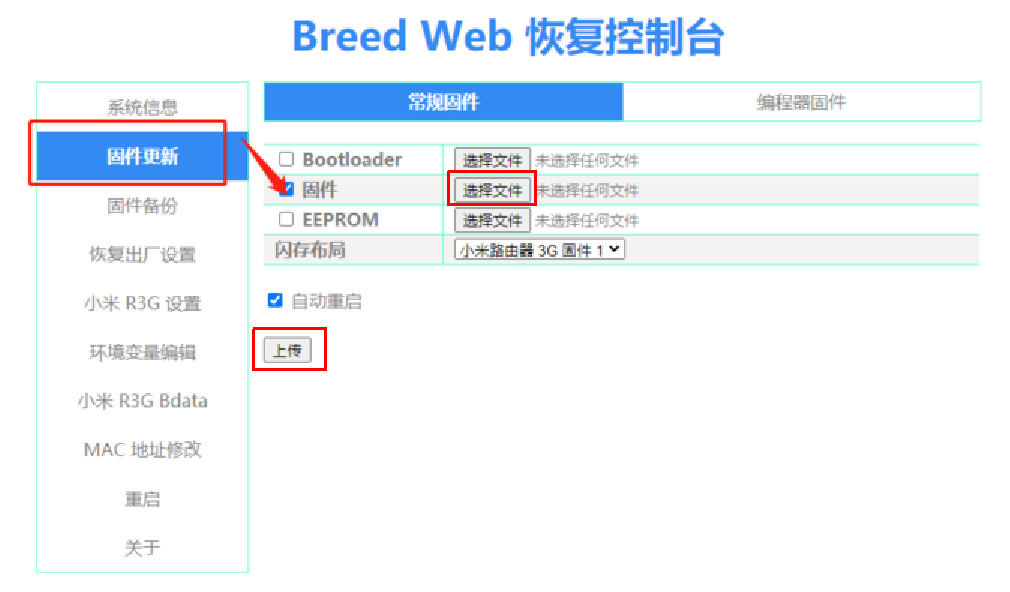 Breed Web 恢复控制台
系统信息
固件更新
固件备份
恢复出厂设置
小米 R3G 设置
环境变量编辑
小米 R3G Bdata
MAC 地址修改
重启
关于
常规固件 编程器固件
Bootloader 选择文件 未选择任何文件
固件 选择文件 未选择任何文件
EEPROM 选择文件 未选择任何文件
闪存布局 小米路由器 3G 固件 1
自动重启
上传